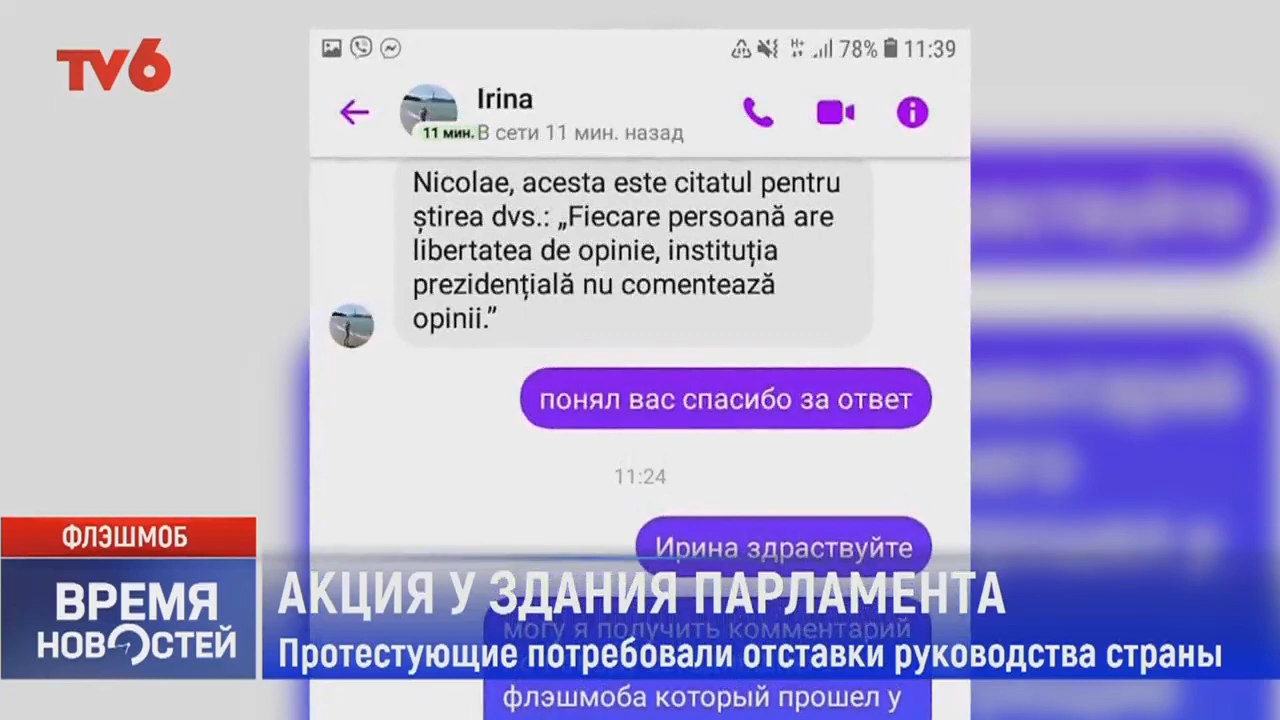 TV6
78% 11:39
Irina
11 мин. В сети 11 мин. назад
Nicolae, acesta este citatul pentru
știrea dvs.: „Fiecare persoană are
libertatea de opinie, instituția
prezidențială nu comentează
opinii.”
понял вас спасибо за ответ
11:24
Ирина здраствуйте
могу я получить комментарий
флэшмоба который прошел у
ФЛЭШМОБ
ВРЕМЯ
НОВОСТЕЙ
АКЦИЯ У ЗДАНИЯ ПАРЛАМЕНТА
Протестующие потребовали отставки руководства страны